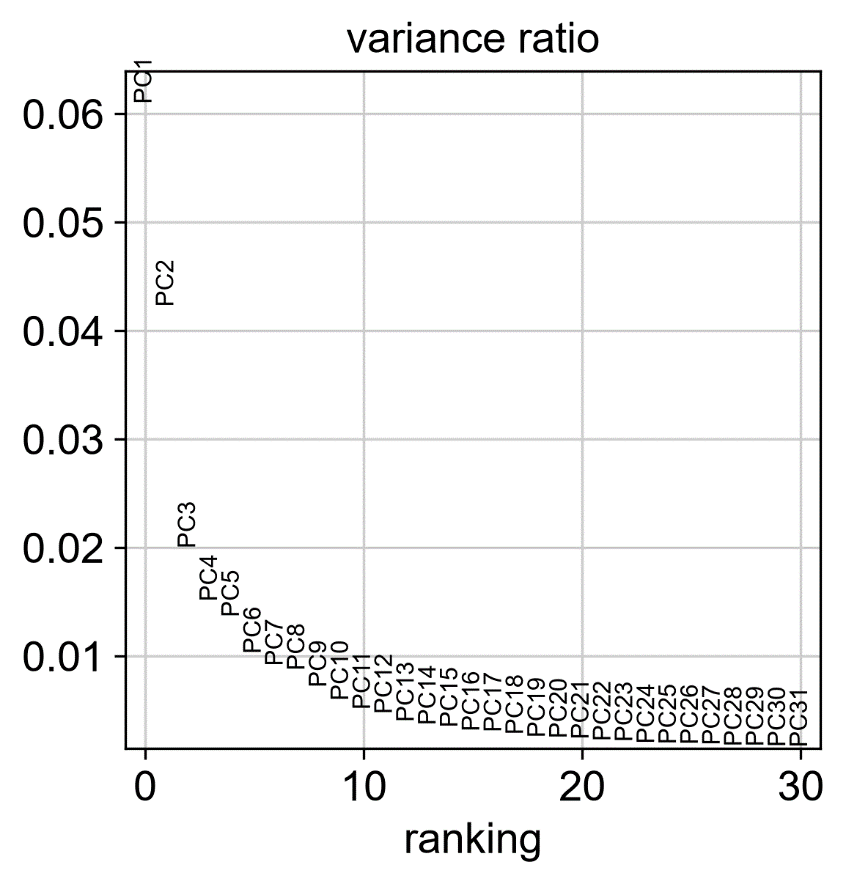 variance ratio
0.06
0.05
0.04
0.03
0.02
0.01
PC1
PC2
PC3
PC4
PC5
PC6
PC7
PC8
PC9
PC10
PC11
PC12
PC13
PC14
PC15
PC16
PC17
PC18
PC19
PC20
PC21
PC22
PC23
PC24
PC25
PC26
PC27
PC28
PC29
PC30
PC31
0 10 20 30
ranking